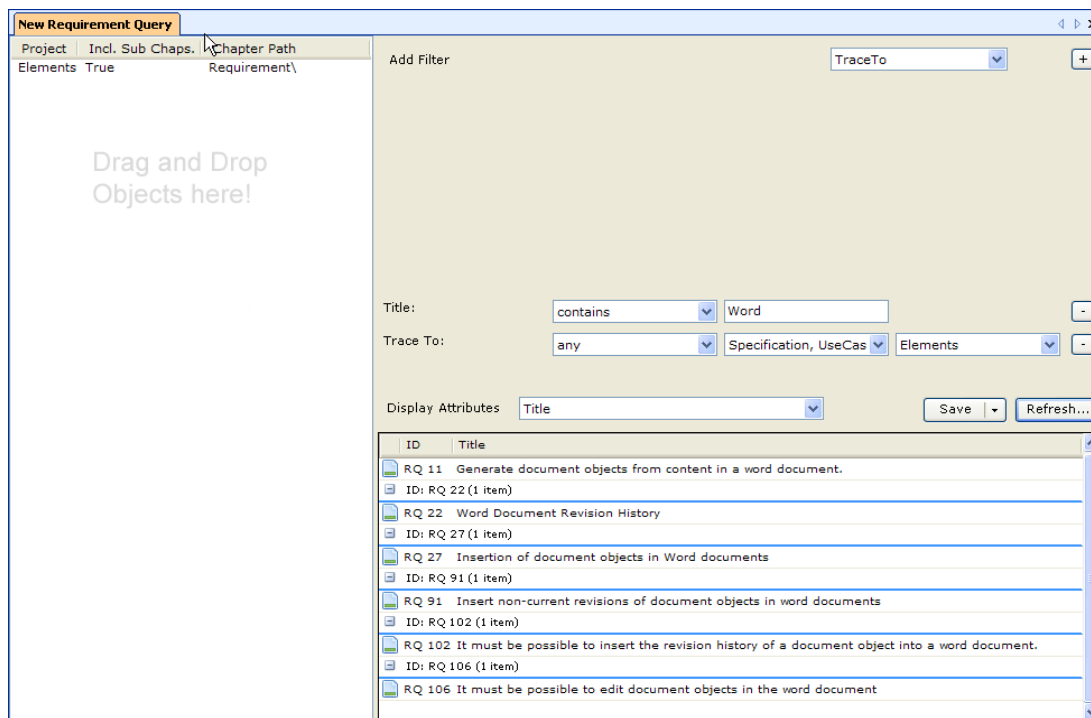 New Requirement Query
Project Incl. Sub Chaps. Chapter Path
Elements True Requirement\
Drag and Drop
Objects here!
Add Filter TraceTo +
Title: contains Word -
Trace To: any Specification, UseCas Elements -
Display Attributes Title Save Refresh...
ID Title
RQ 11 Generate document objects from content in a word document.
ID: RQ 22 (1 item)
RQ 22 Word Document Revision History
ID: RQ 27 (1 item)
RQ 27 Insertion of document objects in Word documents
ID: RQ 91 (1 item)
RQ 91 Insert non-current revisions of document objects in word documents
ID: RQ 102 (1 item)
RQ 102 It must be possible to insert the revision history of a document object into a word document.
ID: RQ 106 (1 item)
RQ 106 It must be possible to edit document objects in the word document